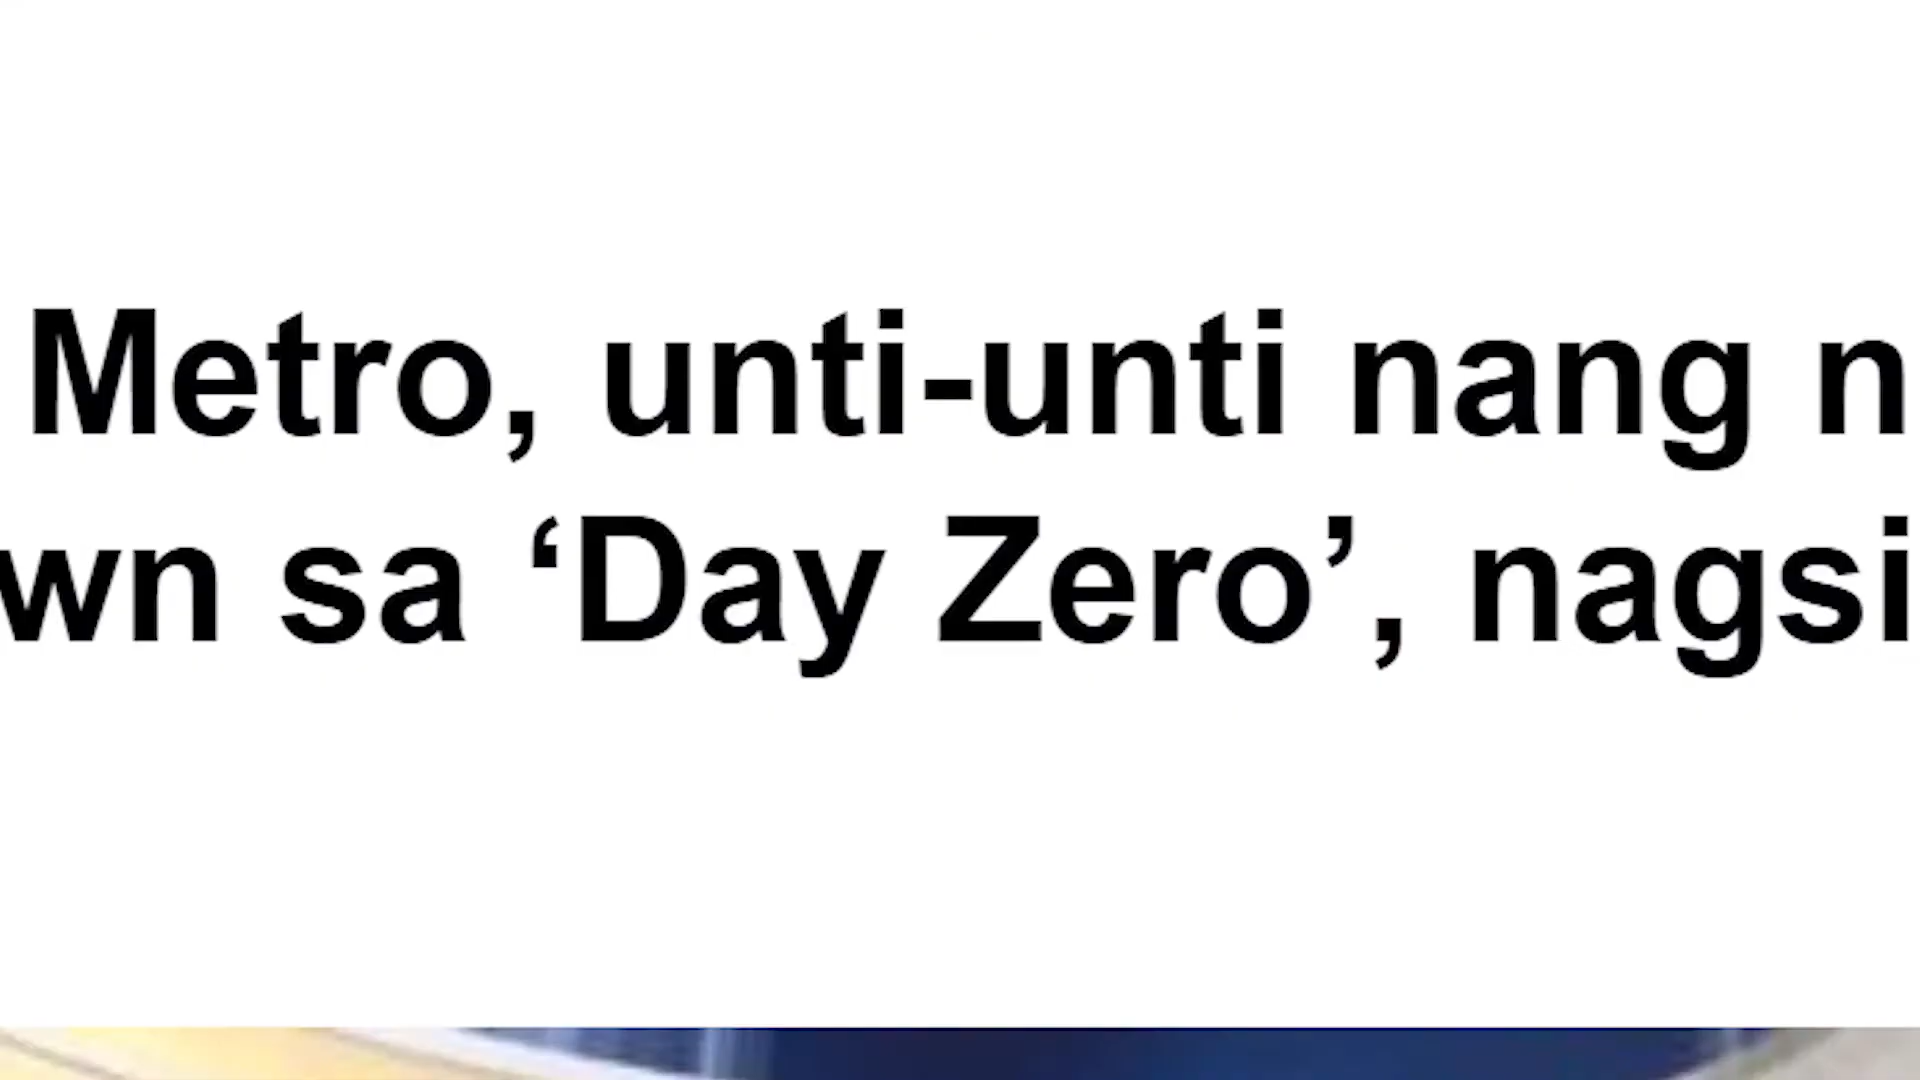 Metro, unti-unti nang n
wn sa ‘Day Zero’, nagsi